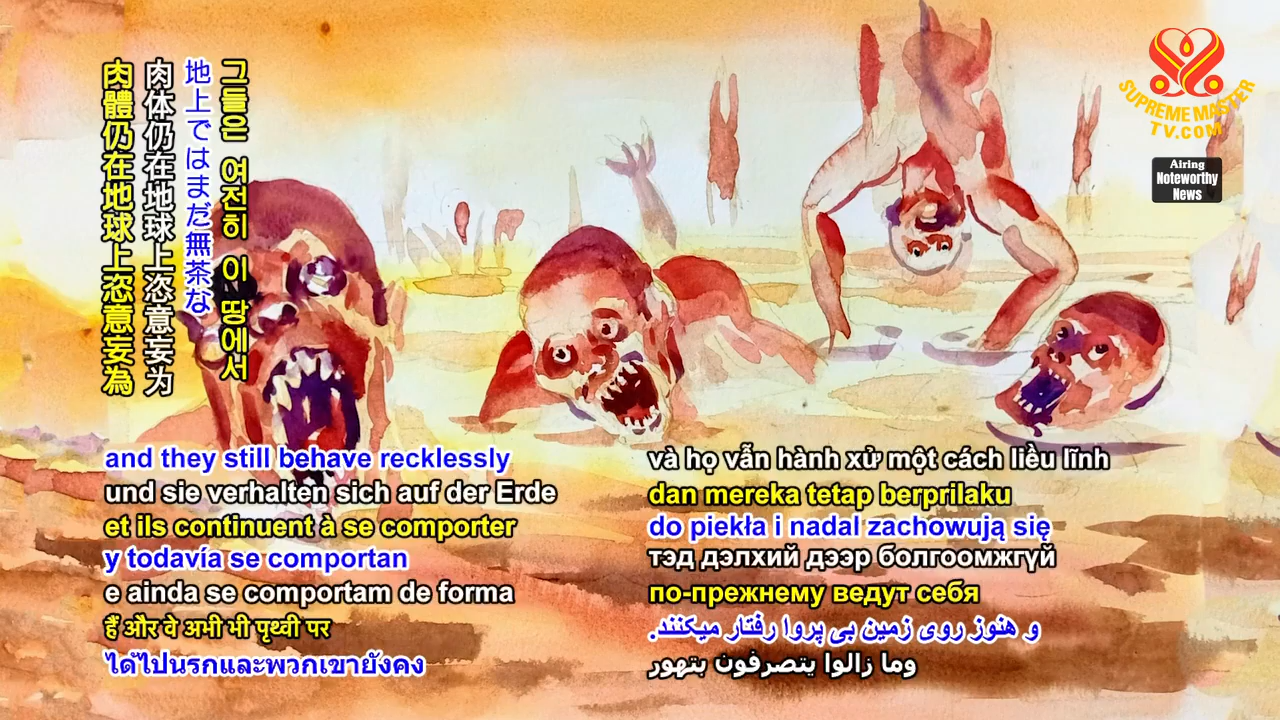 肉體仍在地球上恣意妄為
肉体仍在地球上恣意妄为
地上ではまだ無茶な
그들은 여전히 이 땅에서
and they still behave recklessly
und sie verhalten sich auf der Erde
et ils continuent à se comporter
y todavía se comportan
e ainda se comportam de forma
हैं और वे अभी भी पृथ्वी पर
ได้ไปนรกและพวกเขายังคง
và họ vẫn hành xử một cách liều lĩnh
dan mereka tetap berprilaku
do piekła i nadal zachowują się
тэд дэлхий дээр болгоомжгүй
по-прежнему ведут себя
و هنوز روی زمین بی پروا رفتار میکنند.
وما زالوا يتصرفون بتهور
SUPREME MASTER
TV.COM
Airing
Noteworthy
News